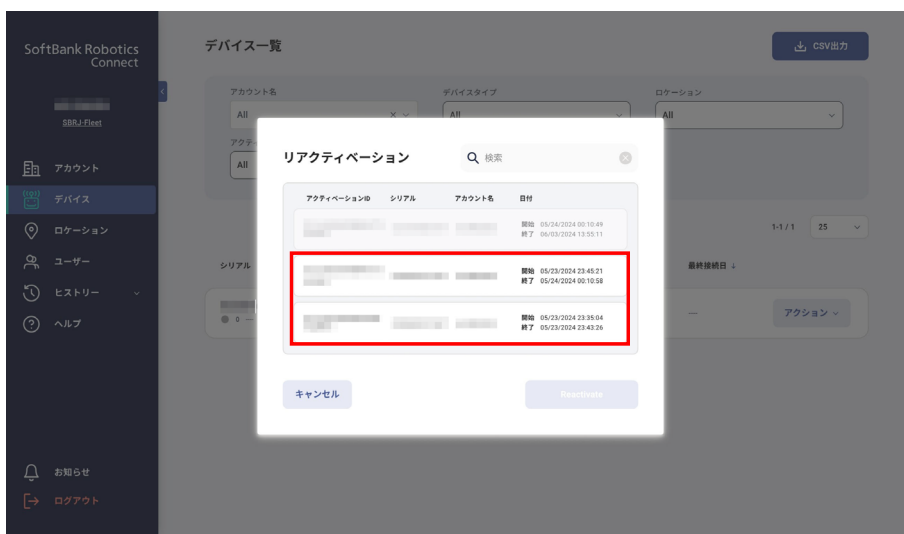 SoftBank Robotics
Connect
SBRJ-Fleet
アカウント
デバイス
ロケーション
ユーザー
ヒストリー
ヘルプ
お知らせ
ログアウト
デバイス一覧
CSV出力
アカウント名
All
デバイスタイプ
All
ロケーション
All
アクティ
All
1-1 / 1
25
シリアル
最終接続日 ↓
0 —
—
アクション
リアクティベーション
検索
アクティベーションID シリアル アカウント名 日付
開始 05/24/2024 00:10:49
終了 06/03/2024 13:55:11
開始 05/23/2024 23:45:21
終了 05/24/2024 00:10:58
開始 05/23/2024 23:35:04
終了 05/23/2024 23:43:26
キャンセル
Reactivate